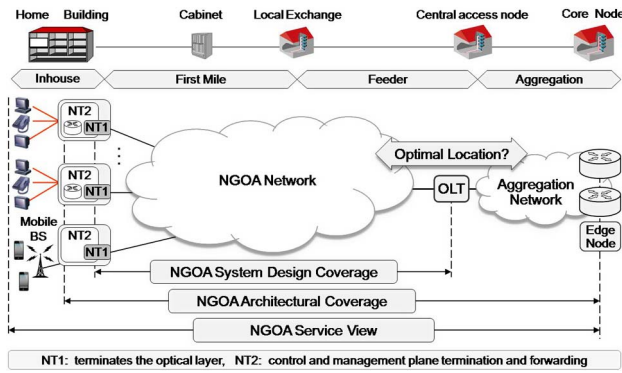 Home Building Cabinet Local Exchange Central access node Core Node
Inhouse First Mile Feeder Aggregation
NT2
NT1
NT2
NT1
NGOA Network
Optimal Location?
OLT
Aggregation
Network
Mobile
BS
NT2
NT1
Edge
Node
NGOA System Design Coverage
NGOA Architectural Coverage
NGOA Service View
NT1: terminates the optical layer, NT2: control and management plane termination and forwarding